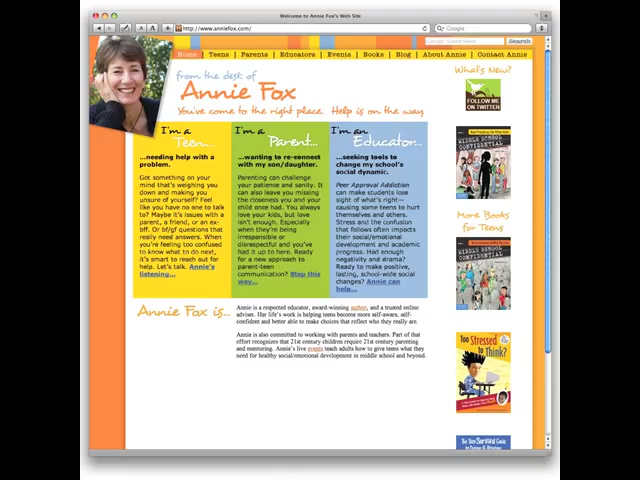 Welcome to Annie Fox's Web Site
http://www.anniefox.com/
Google
Search
Home | Teens | Parents | Educators | Events | Books | Blog | About Annie Fox | Contact Annie
from the desk of
Annie Fox
You've come to the right place Help is on the way
What's New?
FOLLOW ME
ON TWITTER
I'm a
Teen...
...needing help with a
problem.
Got something on your
mind that's weighing you
down and making you
unsure of yourself? Feel
like you have no one to talk
to? Maybe it's issues with a
parent, a friend, or an ex-
bff. Or bf/gf questions that
really need answers. When
you're feeling too confused
to know what to do next,
it's smart to reach out for
help. Let's talk. Annie's
listening...
I'm a
Parent...
...wanting to re-connect
with my son/daughter.
Parenting can challenge
your patience and sanity. It
can also leave you missing
the closeness you and your
child once had. You always
love your kids, but love
isn't enough. Especially
when they're being
irresponsible or
disrespectful and you've
had it up to here. Ready
for a new approach to
parent-teen
communication? Step this
way...
I'm an
Educator...
...seeking tools to
change my school's
social dynamic.
Peer Approval Addiction
can make students lose
sight of what's right—
causing some teens to hurt
themselves and others.
Stress and the confusion
that follows often impacts
their social/emotional
development and academic
progress. Had enough
negativity and drama?
Ready to make positive,
lasting, school-wide social
changes? Annie can
help...
MIDDLE SCHOOL
CONFIDENTIAL
More Books
for Teens
MIDDLE SCHOOL
CONFIDENTIAL
Annie Fox is...
Annie is a respected educator, award-winning author, and a trusted online
adviser. Her life's work is helping teens become more self-aware, self-
confident and better able to make choices that reflect who they really are.
Annie is also committed to working with parents and teachers. Part of that
effort recognizes that 21st century children require 21st century parenting
and mentoring. Annie's live events teach adults how to give teens what they
need for healthy social/emotional development in middle school and beyond.
Too
Stressed
to Think?
The Teen Survival Guide